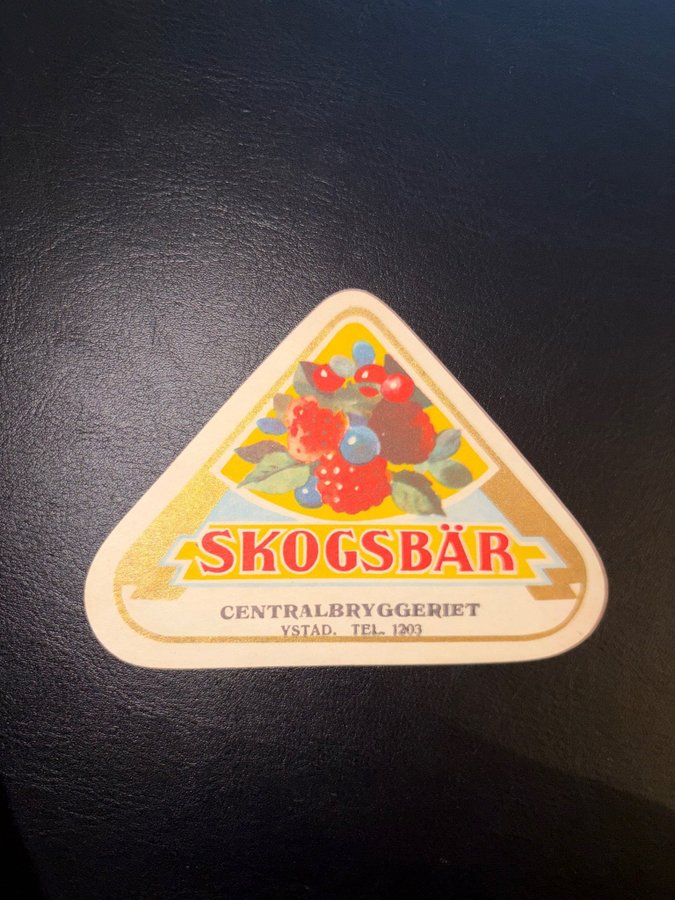 SKOGSBÄR
CENTRALBRYGGERIET
YSTAD. TEL. 1203